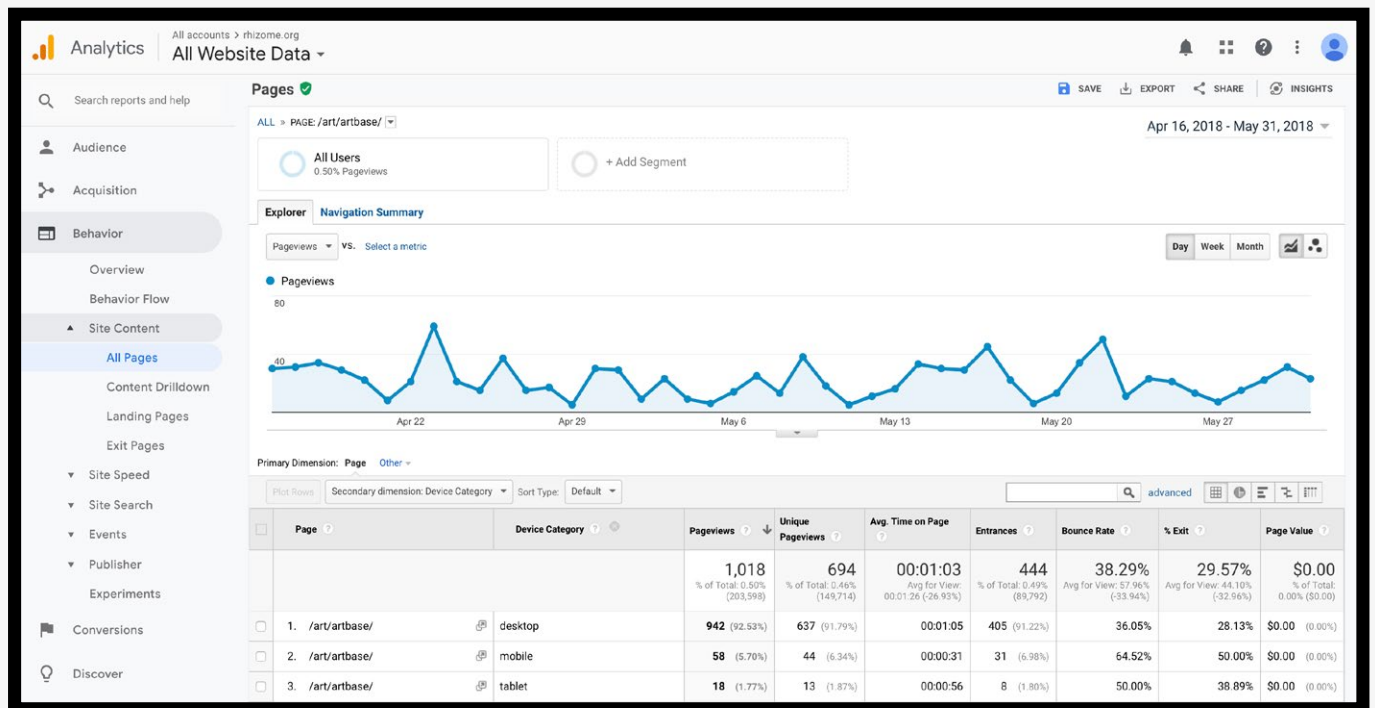 All accounts > rhizome.org
Analytics
All Website Data
Search reports and help
Audience
Acquisition
Behavior
Overview
Behavior Flow
Site Content
All Pages
Content Drilldown
Landing Pages
Exit Pages
Site Speed
Site Search
Events
Publisher
Experiments
Conversions
Discover
Pages
SAVE EXPORT SHARE INSIGHTS
ALL » PAGE: /art/artbase/
Apr 16, 2018 - May 31, 2018
All Users
0.50% Pageviews
+ Add Segment
Explorer Navigation Summary
Pageviews VS. Select a metric
Day Week Month
Pageviews
80
40
Apr 22 Apr 29 May 6 May 13 May 20 May 27
Primary Dimension: Page Other
Plot Rows Secondary dimension: Device Category Sort Type: Default advanced
Page ? Device Category ? Pageviews ? Unique Pageviews ? Avg. Time on Page ? Entrances ? Bounce Rate ? % Exit ? Page Value ?
1,018 694 00:01:03 444 38.29% 29.57% $0.00
% of Total: 0.50% % of Total: 0.46% Avg for View: % of Total: 0.49% Avg for View: 57.96% Avg for View: 44.10% % of Total:
(203,598) (149,714) 00:01:26 (-26.93%) (89,792) (-33.94%) (-32.96%) 0.00% ($0.00)
1. /art/artbase/ desktop 942 (92.53%) 637 (91.79%) 00:01:05 405 (91.22%) 36.05% 28.13% $0.00 (0.00%)
2. /art/artbase/ mobile 58 (5.70%) 44 (6.34%) 00:00:31 31 (6.98%) 64.52% 50.00% $0.00 (0.00%)
3. /art/artbase/ tablet 18 (1.77%) 13 (1.87%) 00:00:56 8 (1.80%) 50.00% 38.89% $0.00 (0.00%)